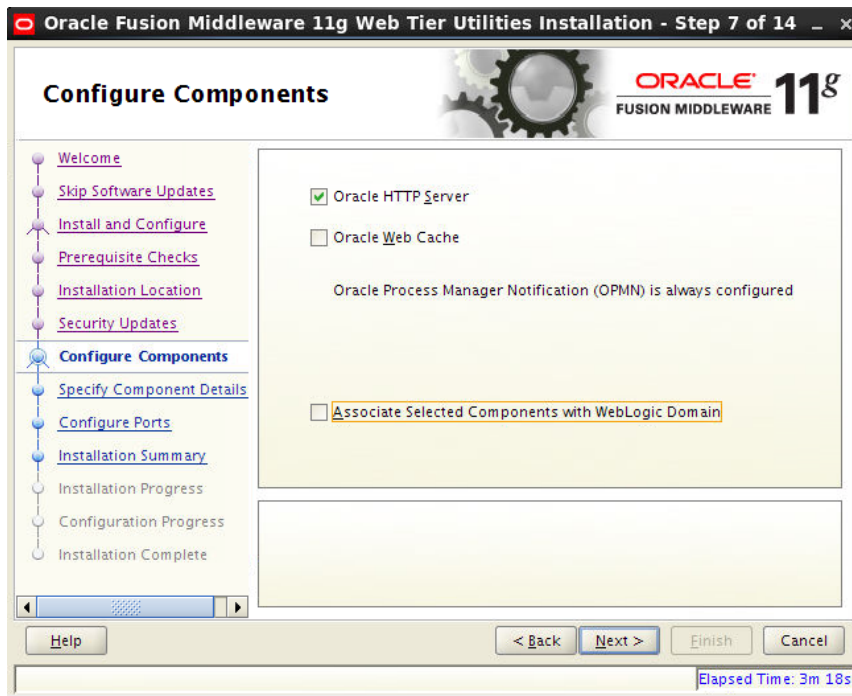 Oracle Fusion Middleware 11g Web Tier Utilities Installation - Step 7 of 14
Configure Components
ORACLE
FUSION MIDDLEWARE 11g
Welcome
Skip Software Updates
Install and Configure
Prerequisite Checks
Installation Location
Security Updates
Configure Components
Specify Component Details
Configure Ports
Installation Summary
Installation Progress
Configuration Progress
Installation Complete
Oracle HTTP Server
Oracle Web Cache
Oracle Process Manager Notification (OPMN) is always configured
Associate Selected Components with WebLogic Domain
Help
< Back
Next >
Finish
Cancel
Elapsed Time: 3m 18s